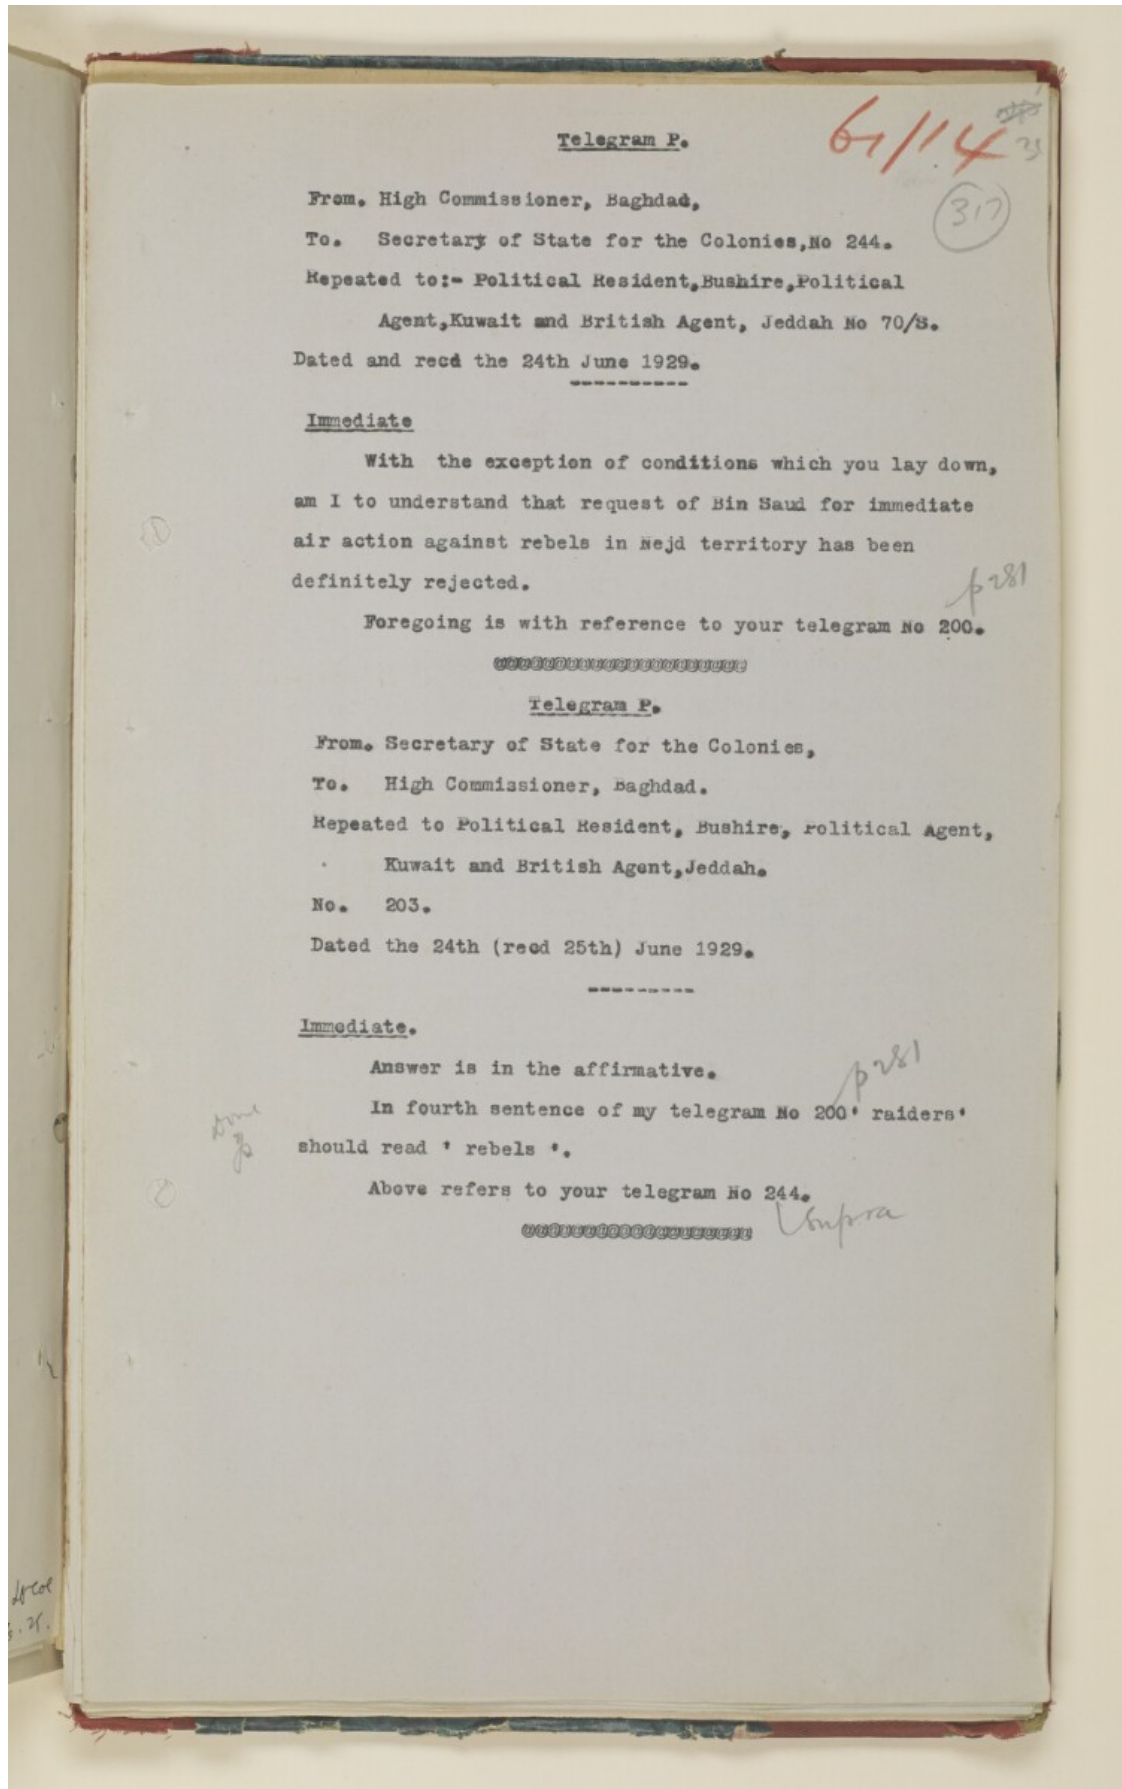 61/14
Telegram P.
317
From. High Commissioner, Baghdad,
To. Secretary of State for the Colonies,No 244.
Repeated to:- Political Resident,Bushire,Political
Agent,Kuwait and British Agent, Jeddah No 70/S.
Dated and recd the 24th June 1929.
----------
Immediate
With the exception of conditions which you lay down,
am I to understand that request of Bin Saud for immediate
air action against rebels in Nejd territory has been
definitely rejected.
p 281
Foregoing is with reference to your telegram No 200.
Telegram P.
From. Secretary of State for the Colonies,
To. High Commissioner, Baghdad.
Repeated to Political Resident, Bushire, Political Agent,
Kuwait and British Agent,Jeddah.
No. 203.
Dated the 24th (recd 25th) June 1929.
---------
Immediate.
Answer is in the affirmative.
p 281
In fourth sentence of my telegram No 200' raiders'
Done
should read ' rebels '.
Above refers to your telegram No 244.
supra